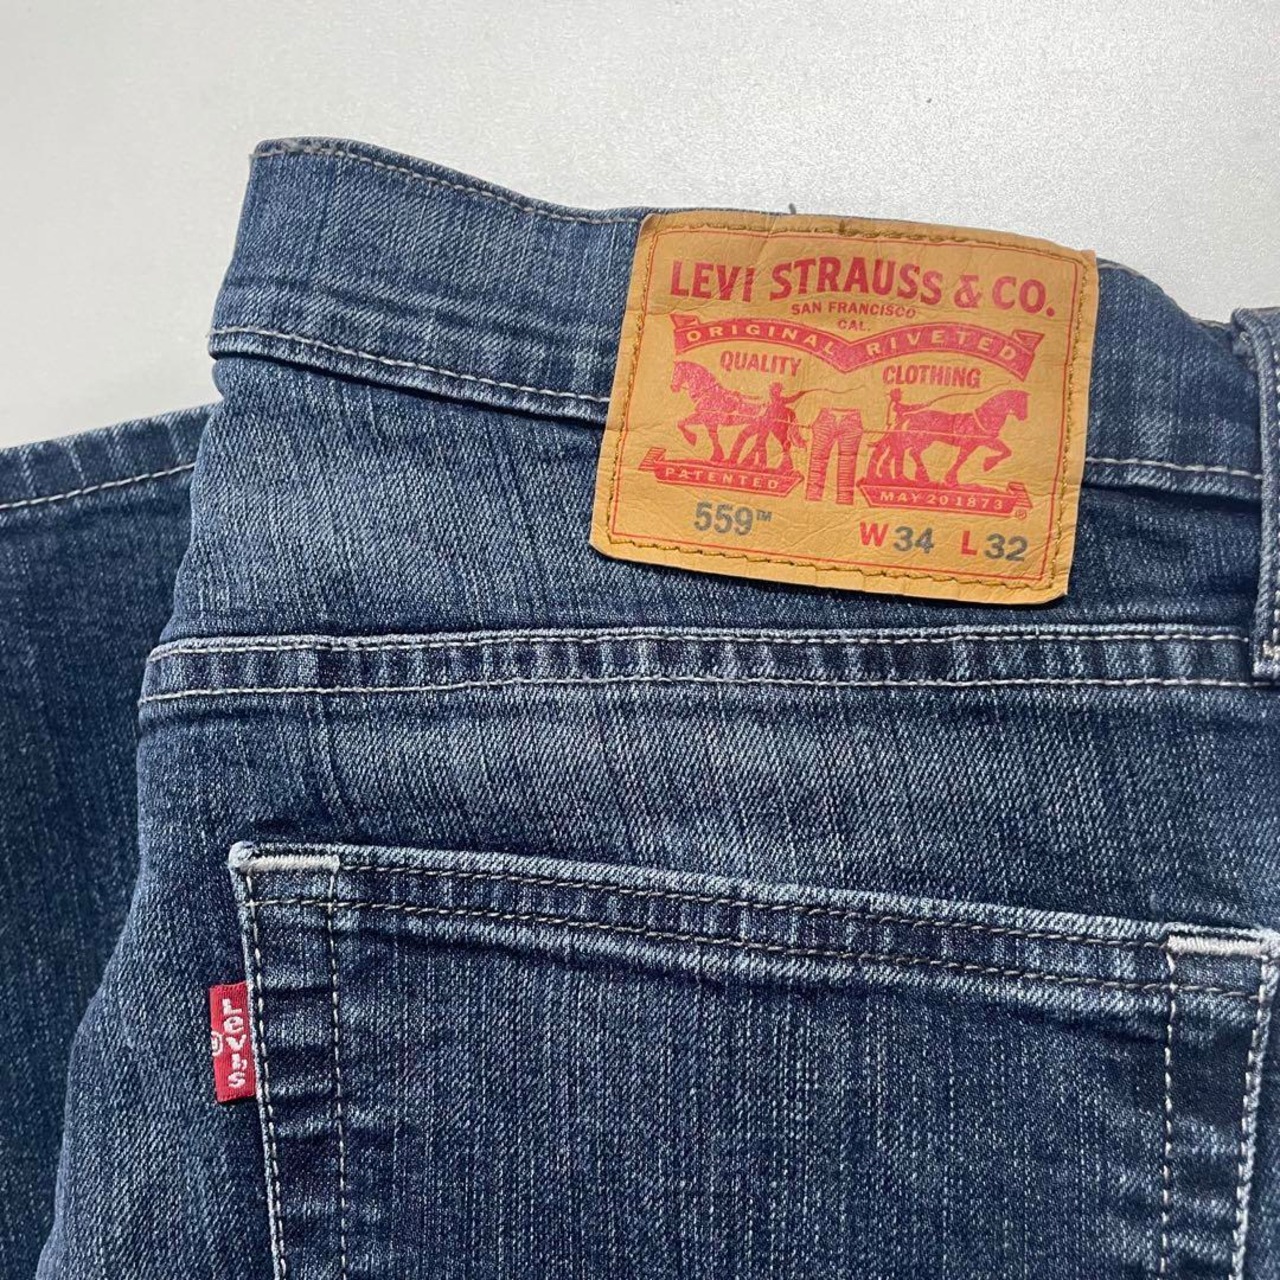 LEVI STRAUSS & CO.
SAN FRANCISCO
CAL.
ORIGINAL RIVETED
QUALITY CLOTHING
PATENTED MAY 20 1873 ®
559™ W 34 L 32
Levi's ®